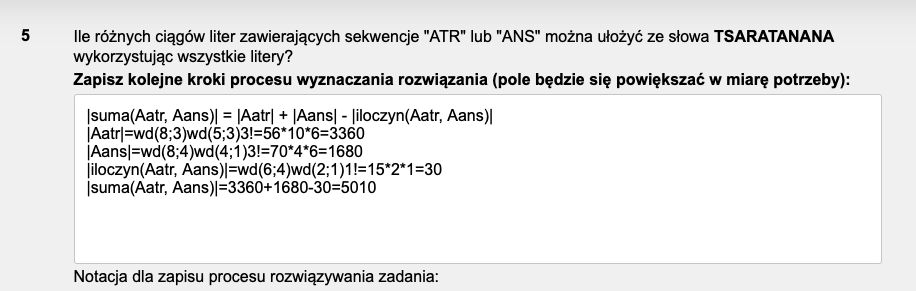 5 Ile różnych ciągów liter zawierających sekwencje "ATR" lub "ANS" można ułożyć ze słowa TSARATANANA
wykorzystując wszystkie litery?
Zapisz kolejne kroki procesu wyznaczania rozwiązania (pole będzie się powiększać w miarę potrzeby):
|suma(Aatr, Aans)| = |Aatr| + |Aans| - |iloczyn(Aatr, Aans)|
|Aatr|=wd(8;3)wd(5;3)3!=56*10*6=3360
|Aans|=wd(8;4)wd(4;1)3!=70*4*6=1680
|iloczyn(Aatr, Aans)|=wd(6;4)wd(2;1)1!=15*2*1=30
|suma(Aatr, Aans)|=3360+1680-30=5010
Notacja dla zapisu procesu rozwiązywania zadania: